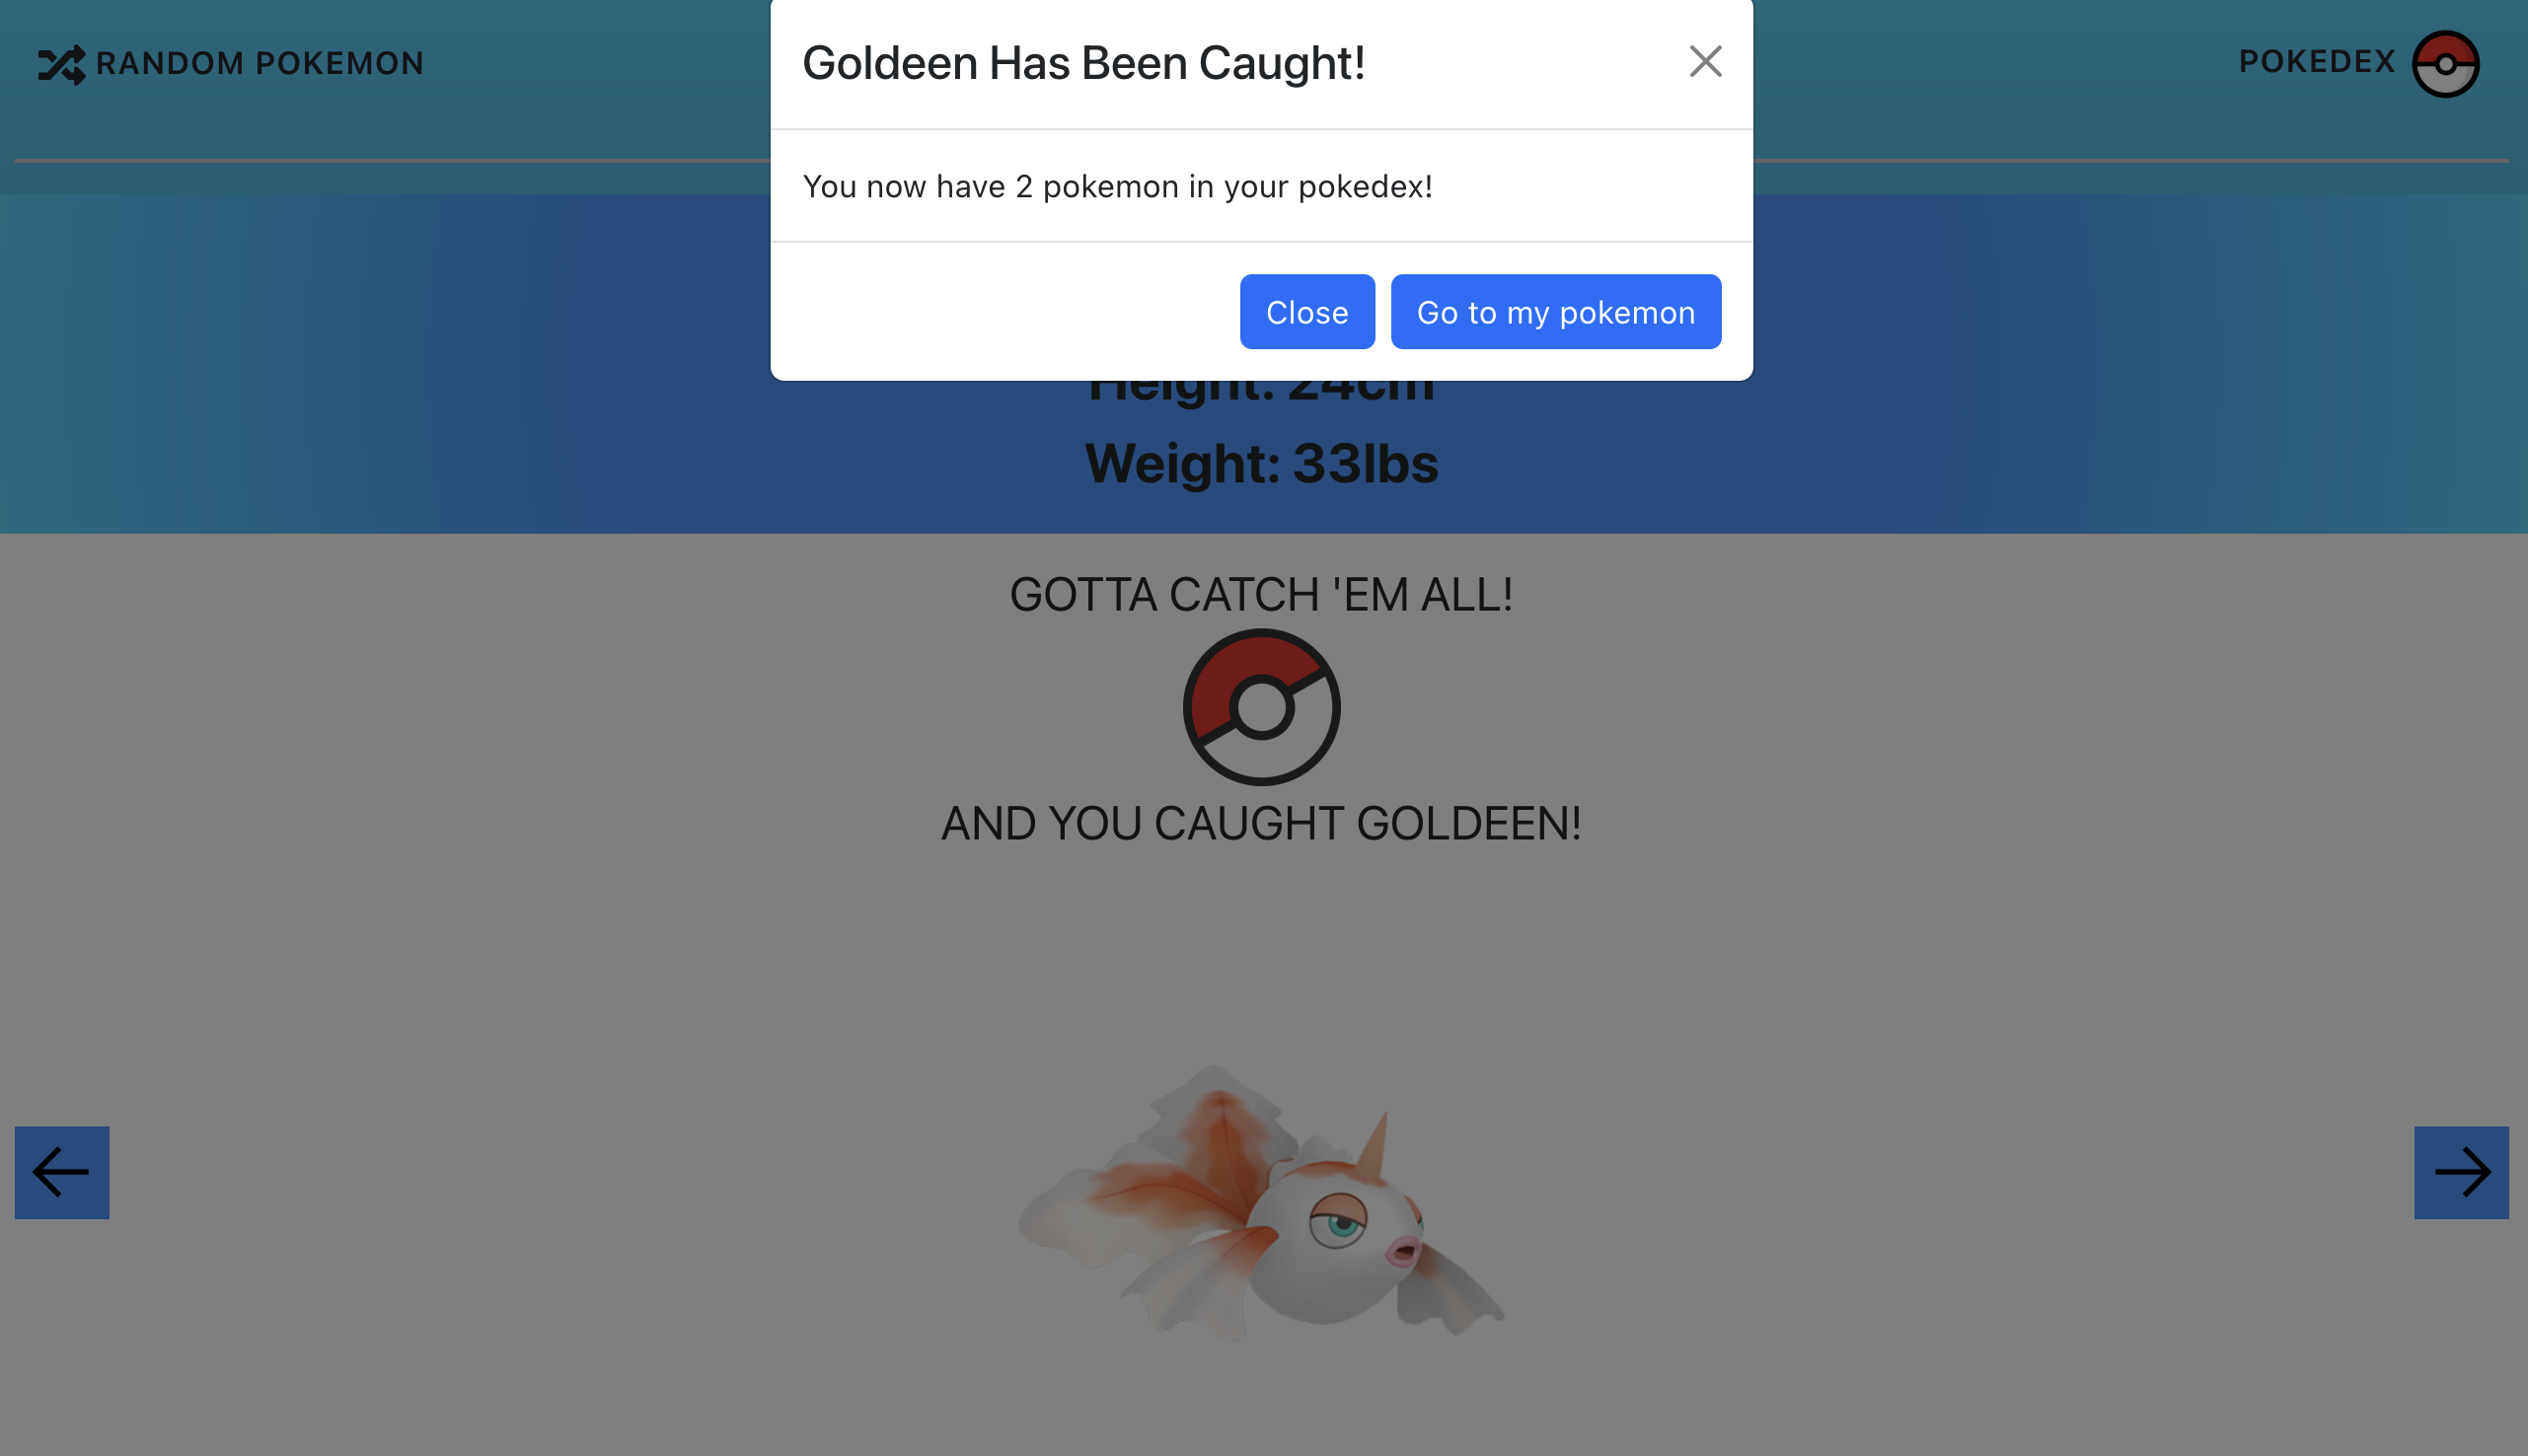 RANDOM POKEMON
POKEDEX
Goldeen Has Been Caught!
You now have 2 pokemon in your pokedex!
Close
Go to my pokemon
Height: 24cm
Weight: 33lbs
GOTTA CATCH 'EM ALL!
AND YOU CAUGHT GOLDEEN!